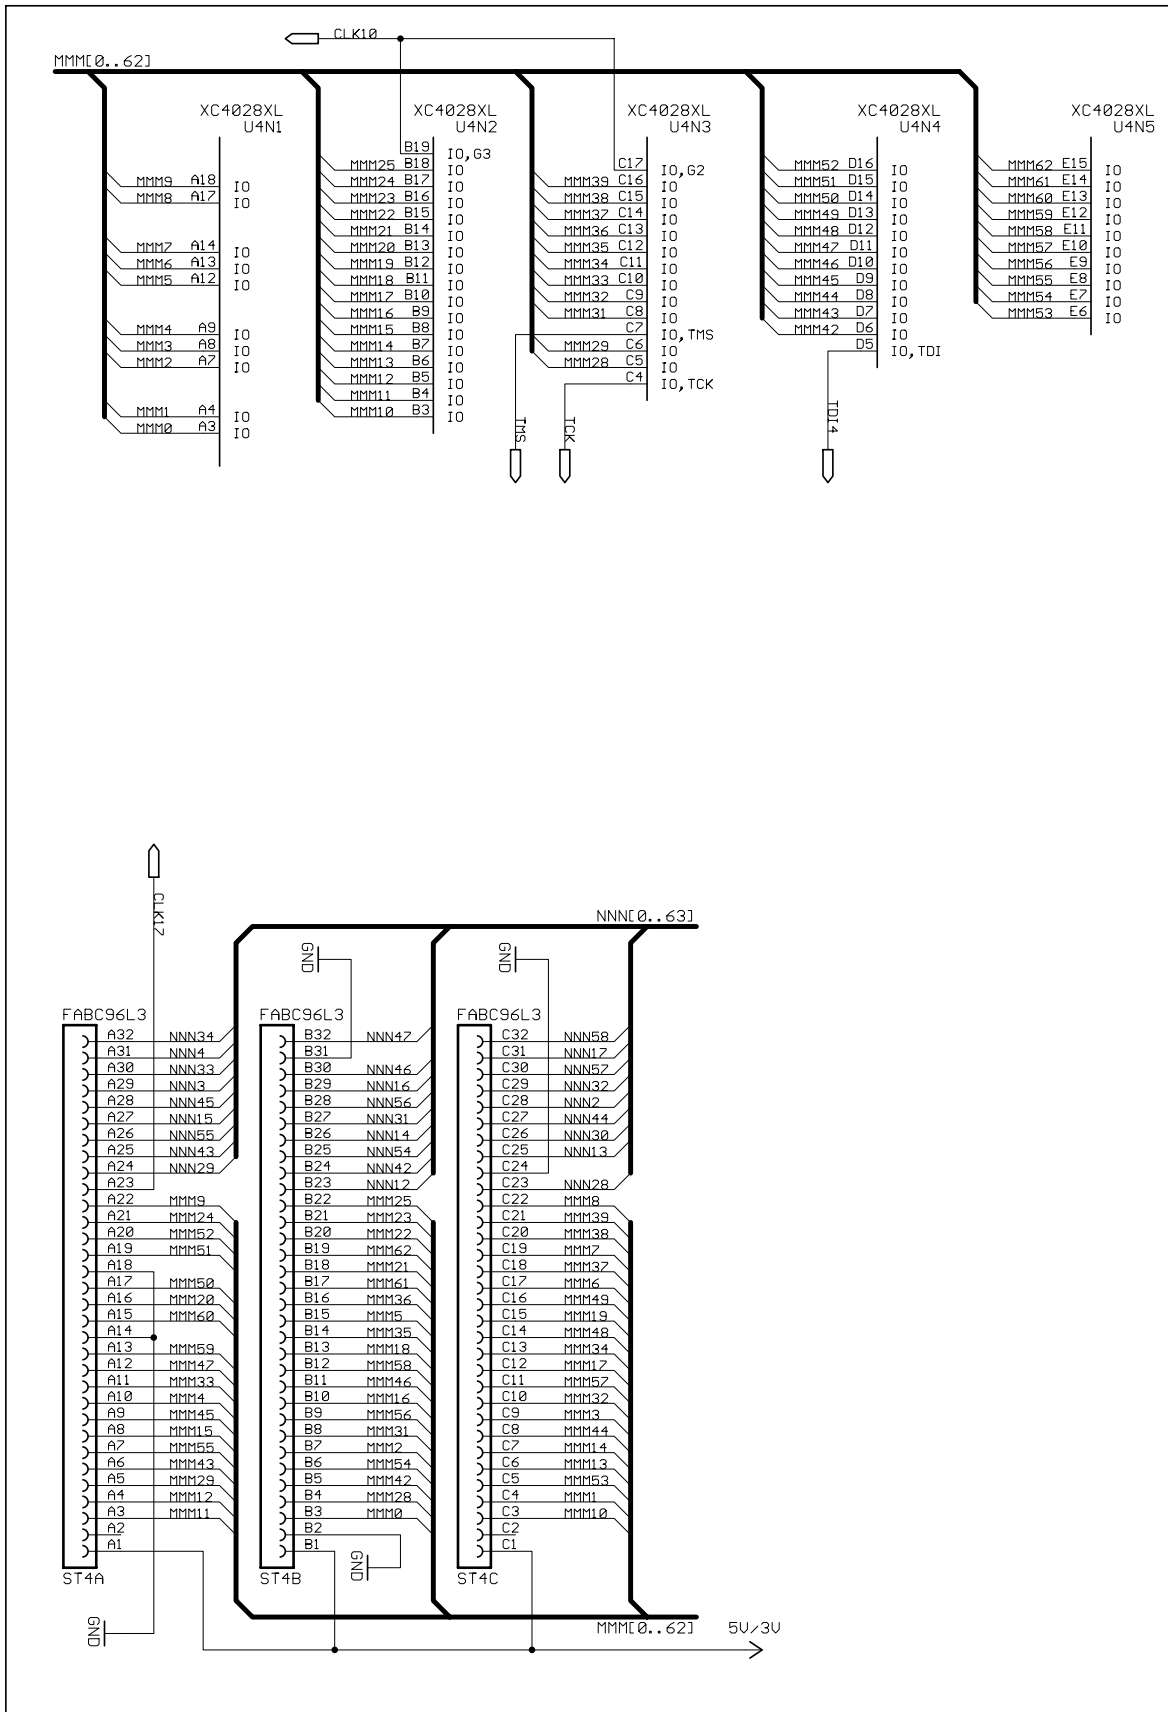 CLK10
MMM[0..62]
XC4028XL
U4N1
MMM9 A18 IO
MMM8 A17 IO
MMM7 A14 IO
MMM6 A13 IO
MMM5 A12 IO
MMM4 A9 IO
MMM3 A8 IO
MMM2 A7 IO
MMM1 A4 IO
MMM0 A3 IO
XC4028XL
U4N2
B19 IO,G3
MMM25 B18 IO
MMM24 B17 IO
MMM23 B16 IO
MMM22 B15 IO
MMM21 B14 IO
MMM20 B13 IO
MMM19 B12 IO
MMM18 B11 IO
MMM17 B10 IO
MMM16 B9 IO
MMM15 B8 IO
MMM14 B7 IO
MMM13 B6 IO
MMM12 B5 IO
MMM11 B4 IO
MMM10 B3 IO
XC4028XL
U4N3
C17 IO,G2
MMM39 C16 IO
MMM38 C15 IO
MMM37 C14 IO
MMM36 C13 IO
MMM35 C12 IO
MMM34 C11 IO
MMM33 C10 IO
MMM32 C9 IO
MMM31 C8 IO
C7 IO,TMS
MMM29 C6 IO
MMM28 C5 IO
C4 IO,TCK
TMS
TCK
XC4028XL
U4N4
MMM52 D16 IO
MMM51 D15 IO
MMM50 D14 IO
MMM49 D13 IO
MMM48 D12 IO
MMM47 D11 IO
MMM46 D10 IO
MMM45 D9 IO
MMM44 D8 IO
MMM43 D7 IO
MMM42 D6 IO
D5 IO,TDI
TDI4
XC4028XL
U4N5
MMM62 E15 IO
MMM61 E14 IO
MMM60 E13 IO
MMM59 E12 IO
MMM58 E11 IO
MMM57 E10 IO
MMM56 E9 IO
MMM55 E8 IO
MMM54 E7 IO
MMM53 E6 IO
CLK17
NNN[0..63]
GND
GND
FABC96L3
A32 NNN34
A31 NNN4
A30 NNN33
A29 NNN3
A28 NNN45
A27 NNN15
A26 NNN55
A25 NNN43
A24 NNN29
A23
A22 MMM9
A21 MMM24
A20 MMM52
A19 MMM51
A18
A17 MMM50
A16 MMM20
A15 MMM60
A14
A13 MMM59
A12 MMM47
A11 MMM33
A10 MMM4
A9 MMM45
A8 MMM15
A7 MMM55
A6 MMM43
A5 MMM29
A4 MMM12
A3 MMM11
A2
A1
ST4A
GND
FABC96L3
B32 NNN47
B31
B30 NNN46
B29 NNN16
B28 NNN56
B27 NNN31
B26 NNN14
B25 NNN54
B24 NNN42
B23 NNN12
B22 MMM25
B21 MMM23
B20 MMM22
B19 MMM62
B18 MMM21
B17 MMM61
B16 MMM36
B15 MMM5
B14 MMM35
B13 MMM18
B12 MMM58
B11 MMM46
B10 MMM16
B9 MMM56
B8 MMM31
B7 MMM2
B6 MMM54
B5 MMM42
B4 MMM28
B3 MMM0
B2
B1
ST4B
GND
FABC96L3
C32 NNN58
C31 NNN17
C30 NNN57
C29 NNN32
C28 NNN2
C27 NNN44
C26 NNN30
C25 NNN13
C24
C23 NNN28
C22 MMM8
C21 MMM39
C20 MMM38
C19 MMM7
C18 MMM37
C17 MMM6
C16 MMM49
C15 MMM19
C14 MMM48
C13 MMM34
C12 MMM17
C11 MMM57
C10 MMM32
C9 MMM3
C8 MMM44
C7 MMM14
C6 MMM13
C5 MMM53
C4 MMM1
C3 MMM10
C2
C1
ST4C
MMM[0..62]
5V/3V